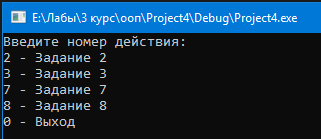 E:\Лабы\3 курс\ооп\Project4\Debug\Project4.exe
Введите номер действия:
2 - Задание 2
3 - Задание 3
7 - Задание 7
8 - Задание 8
0 - Выход